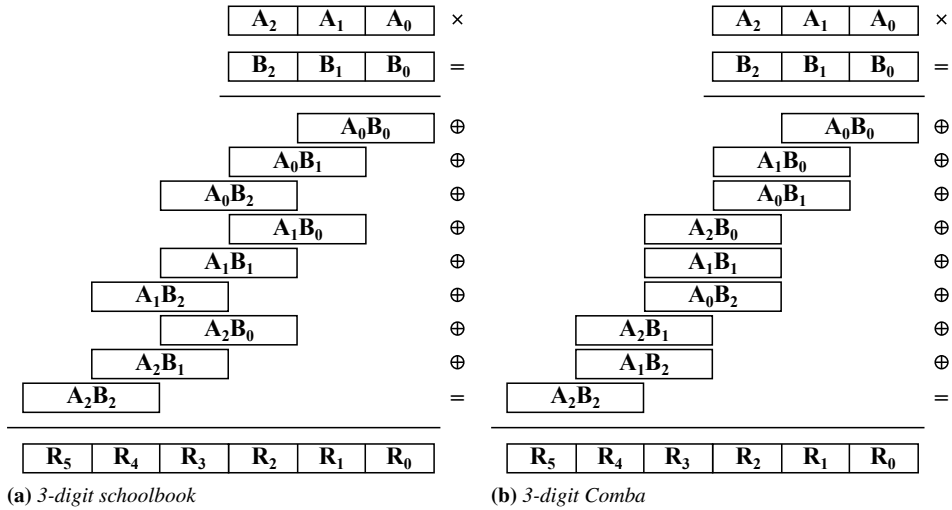 A₂ A₁ A₀ ×
B₂ B₁ B₀ =
A₀B₀ ⊕
A₀B₁ ⊕
A₀B₂ ⊕
A₁B₀ ⊕
A₁B₁ ⊕
A₁B₂ ⊕
A₂B₀ ⊕
A₂B₁ ⊕
A₂B₂ =
R₅ R₄ R₃ R₂ R₁ R₀
(a) 3-digit schoolbook
A₂ A₁ A₀ ×
B₂ B₁ B₀ =
A₀B₀ ⊕
A₁B₀ ⊕
A₀B₁ ⊕
A₂B₀ ⊕
A₁B₁ ⊕
A₀B₂ ⊕
A₂B₁ ⊕
A₁B₂ ⊕
A₂B₂ =
R₅ R₄ R₃ R₂ R₁ R₀
(b) 3-digit Comba